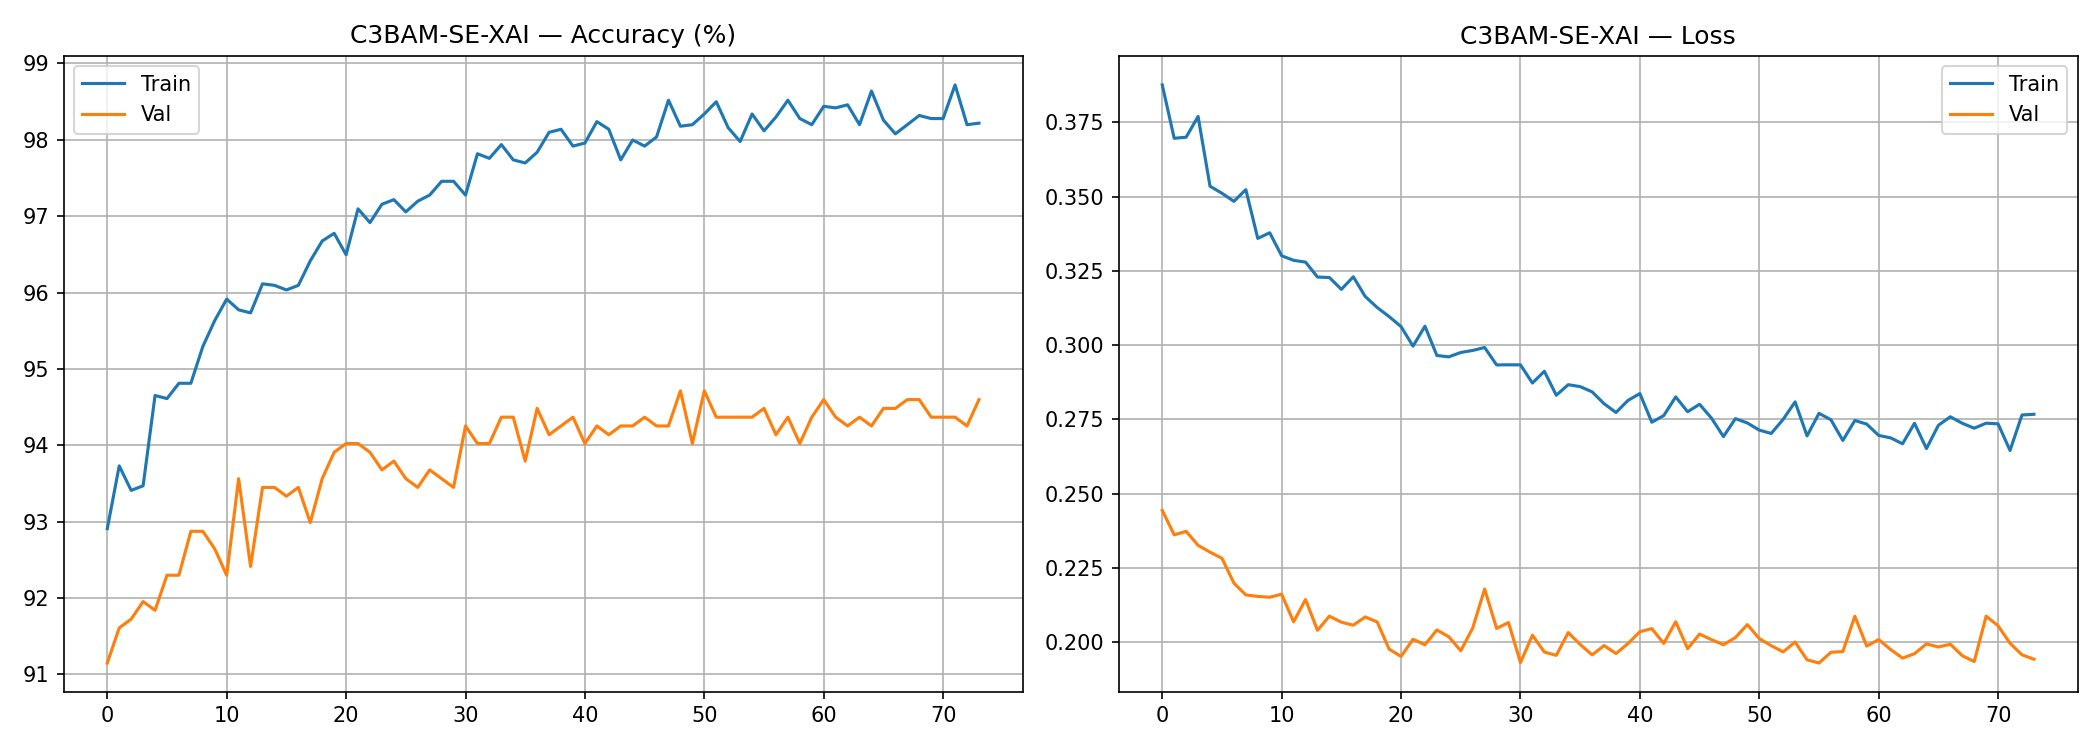 C3BAM-SE-XAI — Accuracy (%)
99
98
97
96
95
94
93
92
91
Train
Val
0 10 20 30 40 50 60 70
C3BAM-SE-XAI — Loss
0.375
0.350
0.325
0.300
0.275
0.250
0.225
0.200
Train
Val
0 10 20 30 40 50 60 70